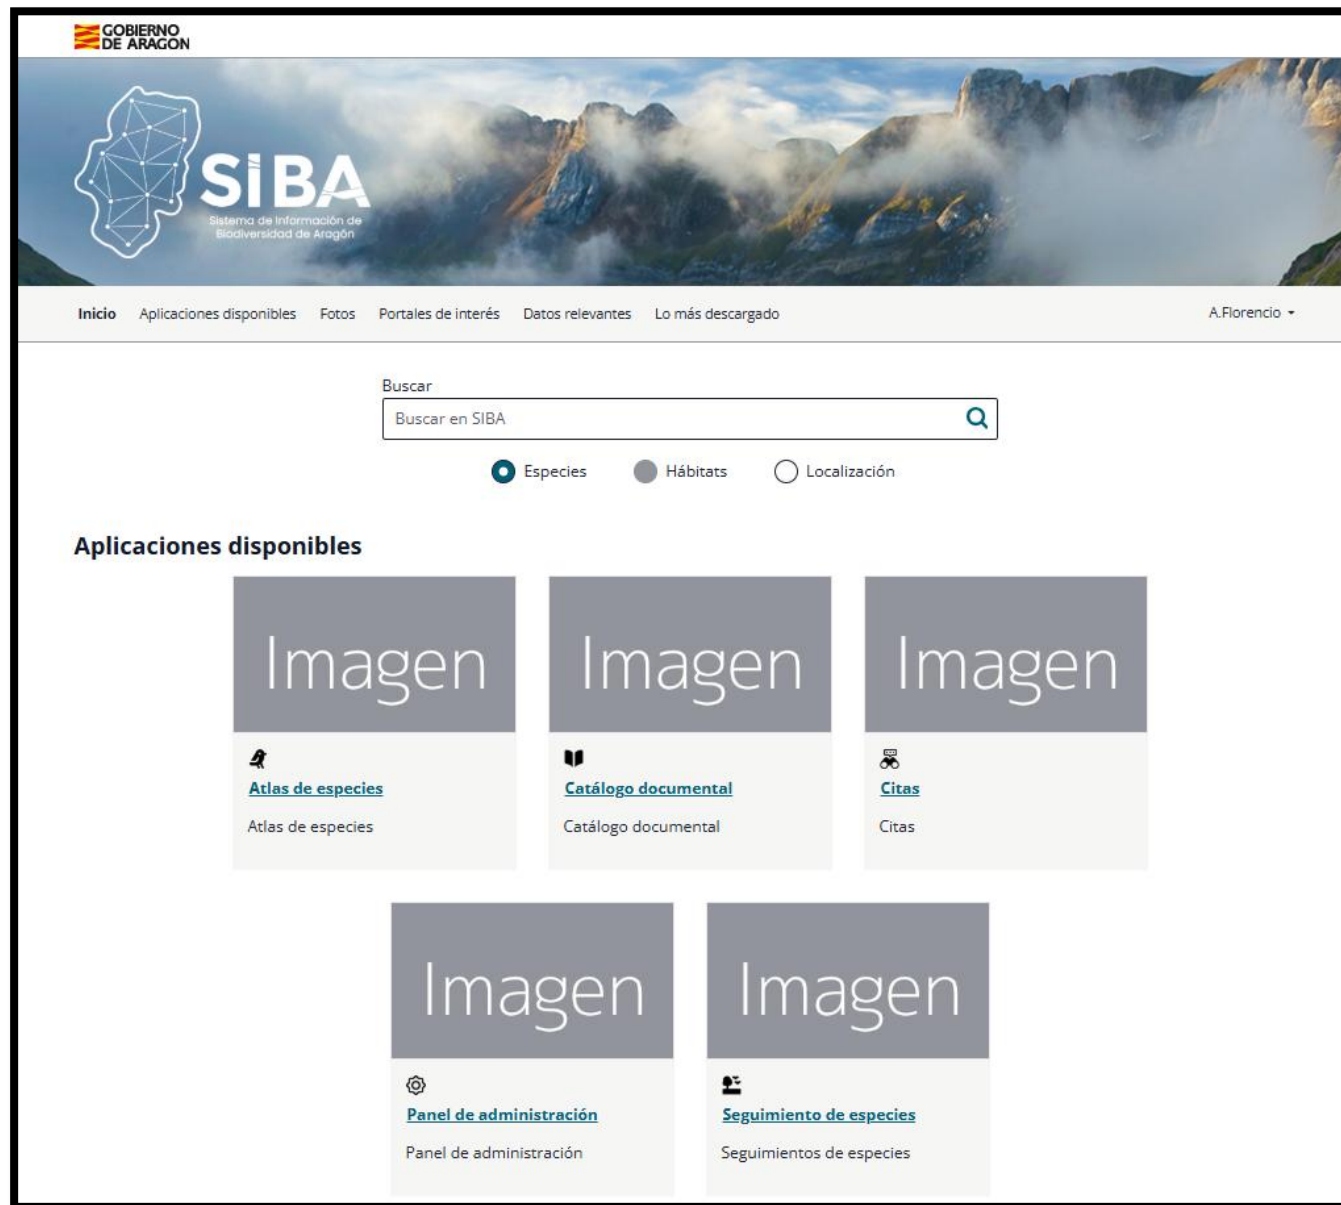 GOBIERNO
DE ARAGON
SIBA
Sistema de Información de
Biodiversidad de Aragón
Inicio Aplicaciones disponibles Fotos Portales de interés Datos relevantes Lo más descargado A.Florencio
Buscar
Buscar en SIBA
Especies Hábitats Localización
Aplicaciones disponibles
Imagen Imagen Imagen
Atlas de especies Catálogo documental Citas
Atlas de especies Catálogo documental Citas
Imagen Imagen
Panel de administración Seguimiento de especies
Panel de administración Seguimientos de especies